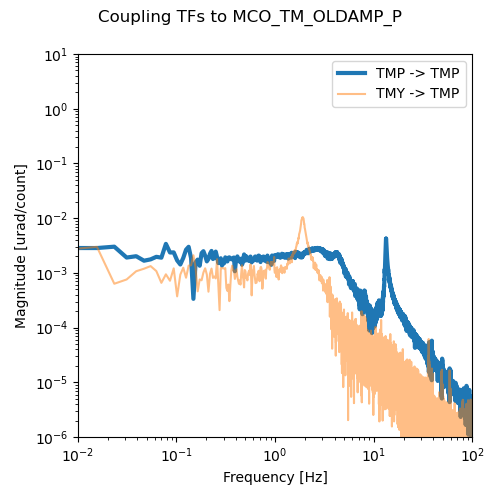 Coupling TFs to MCO_TM_OLDAMP_P
TMP -> TMP
TMY -> TMP
Magnitude [urad/count]
10^1
10^0
10^−1
10^−2
10^−3
10^−4
10^−5
10^−6
10^−2
10^−1
10^0
10^1
10^2
Frequency [Hz]